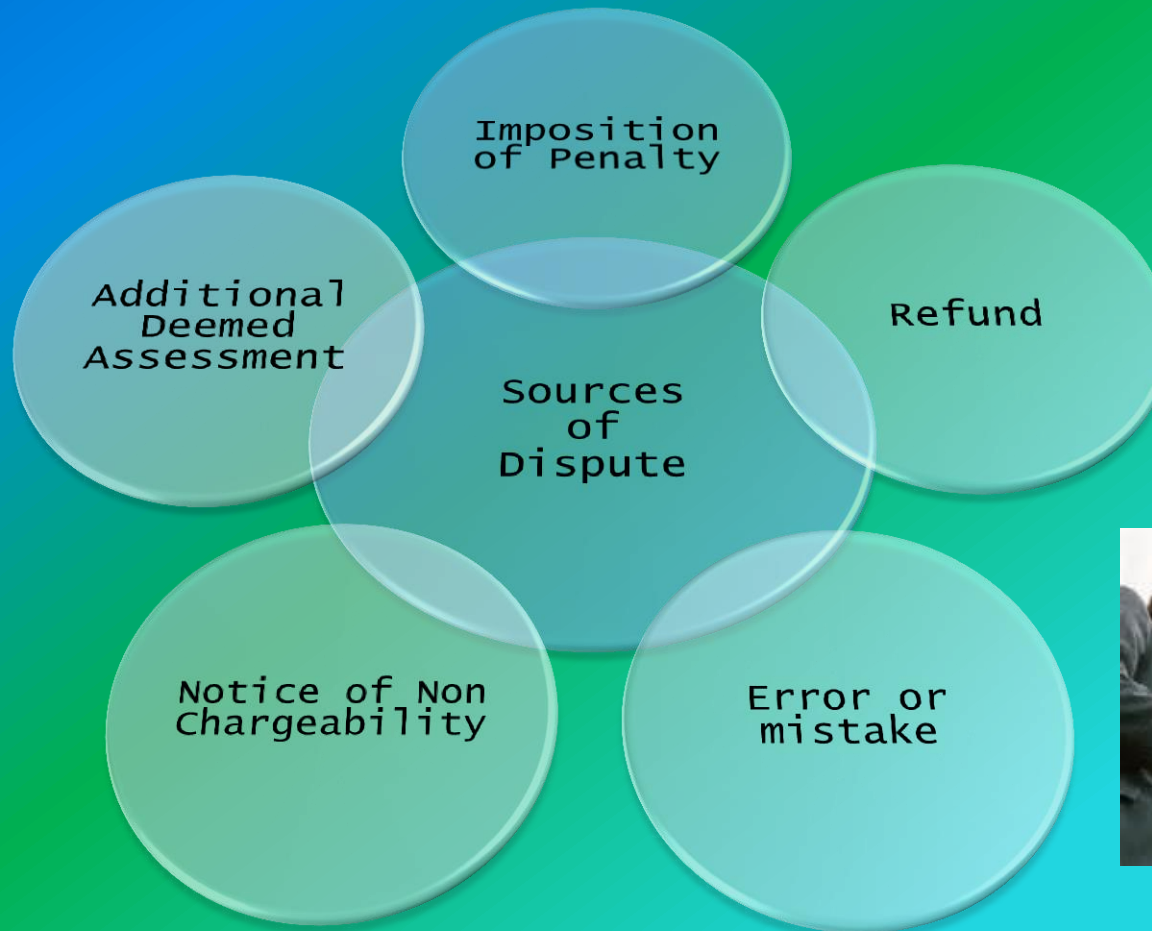 Imposition
of Penalty
Additional
Deemed
Assessment
Refund
Sources
of
Dispute
Notice of Non
Chargeability
Error or
mistake